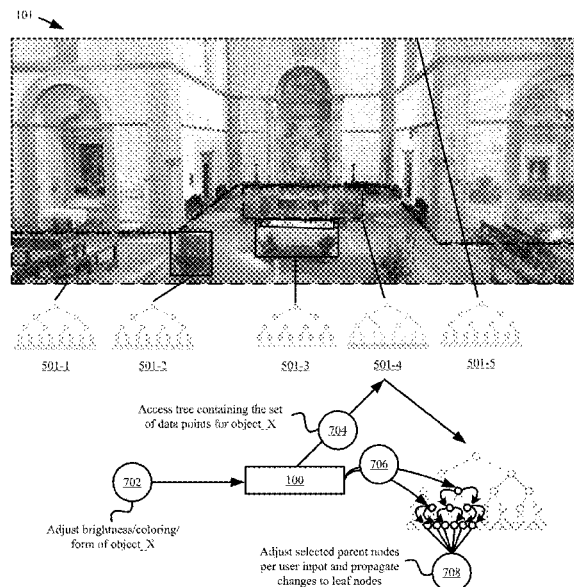 101
501-1
501-2
501-3
501-4
501-5
Access tree containing the set
of data points for object_X
704
706
702
100
Adjust brightness/coloring/
form of object_X
Adjust selected parent nodes
per user input and propagate
changes to leaf nodes
708